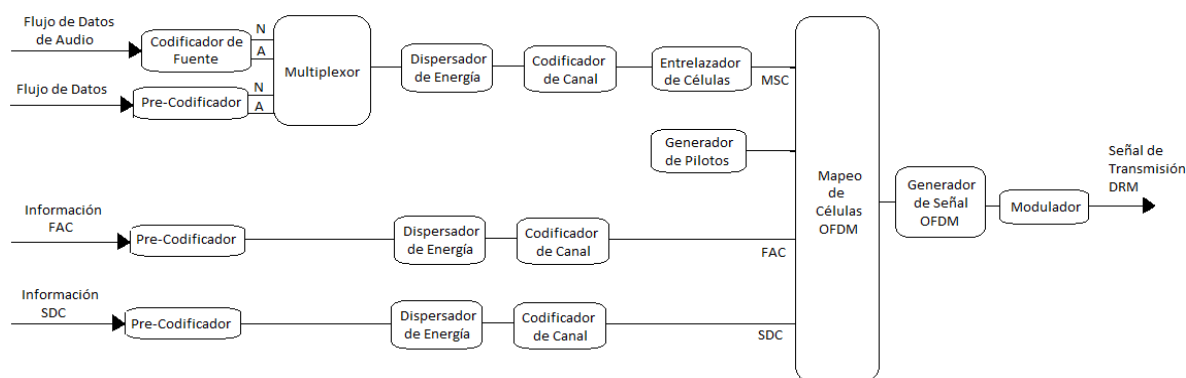 Flujo de Datos
de Audio
Codificador de
Fuente
N
A
Multiplexor
Dispersador
de Energía
Codificador
de Canal
Entrelazador
de Células
MSC
Flujo de Datos
Pre-Codificador
N
A
Generador
de Pilotos
Mapeo
de
Células
OFDM
Generador
de Señal
OFDM
Modulador
Señal de
Transmisión
DRM
Información
FAC
Pre-Codificador
Dispersador
de Energía
Codificador
de Canal
FAC
Información
SDC
Pre-Codificador
Dispersador
de Energía
Codificador
de Canal
SDC